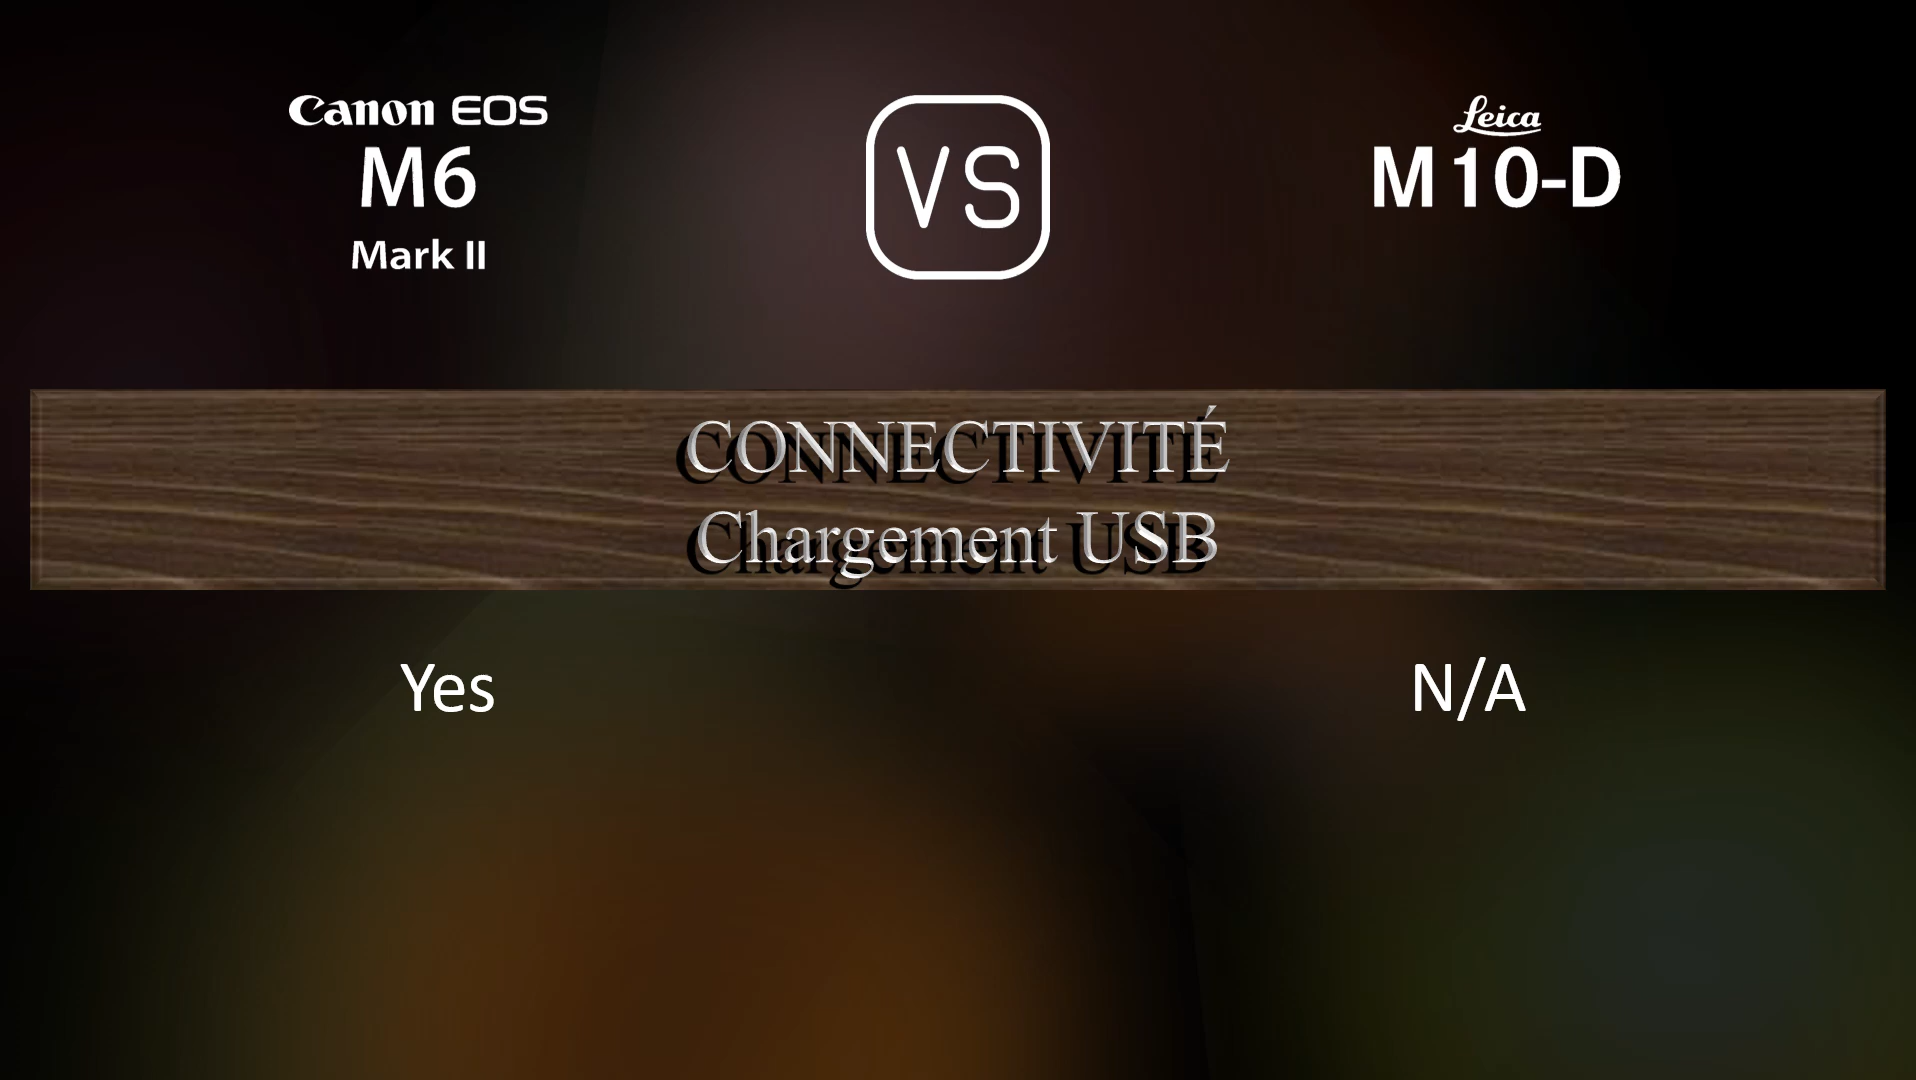 Canon EOS
M6
Mark II
VS
Leica
M10-D
CONNECTIVITÉ
Chargement USB
Yes
N/A